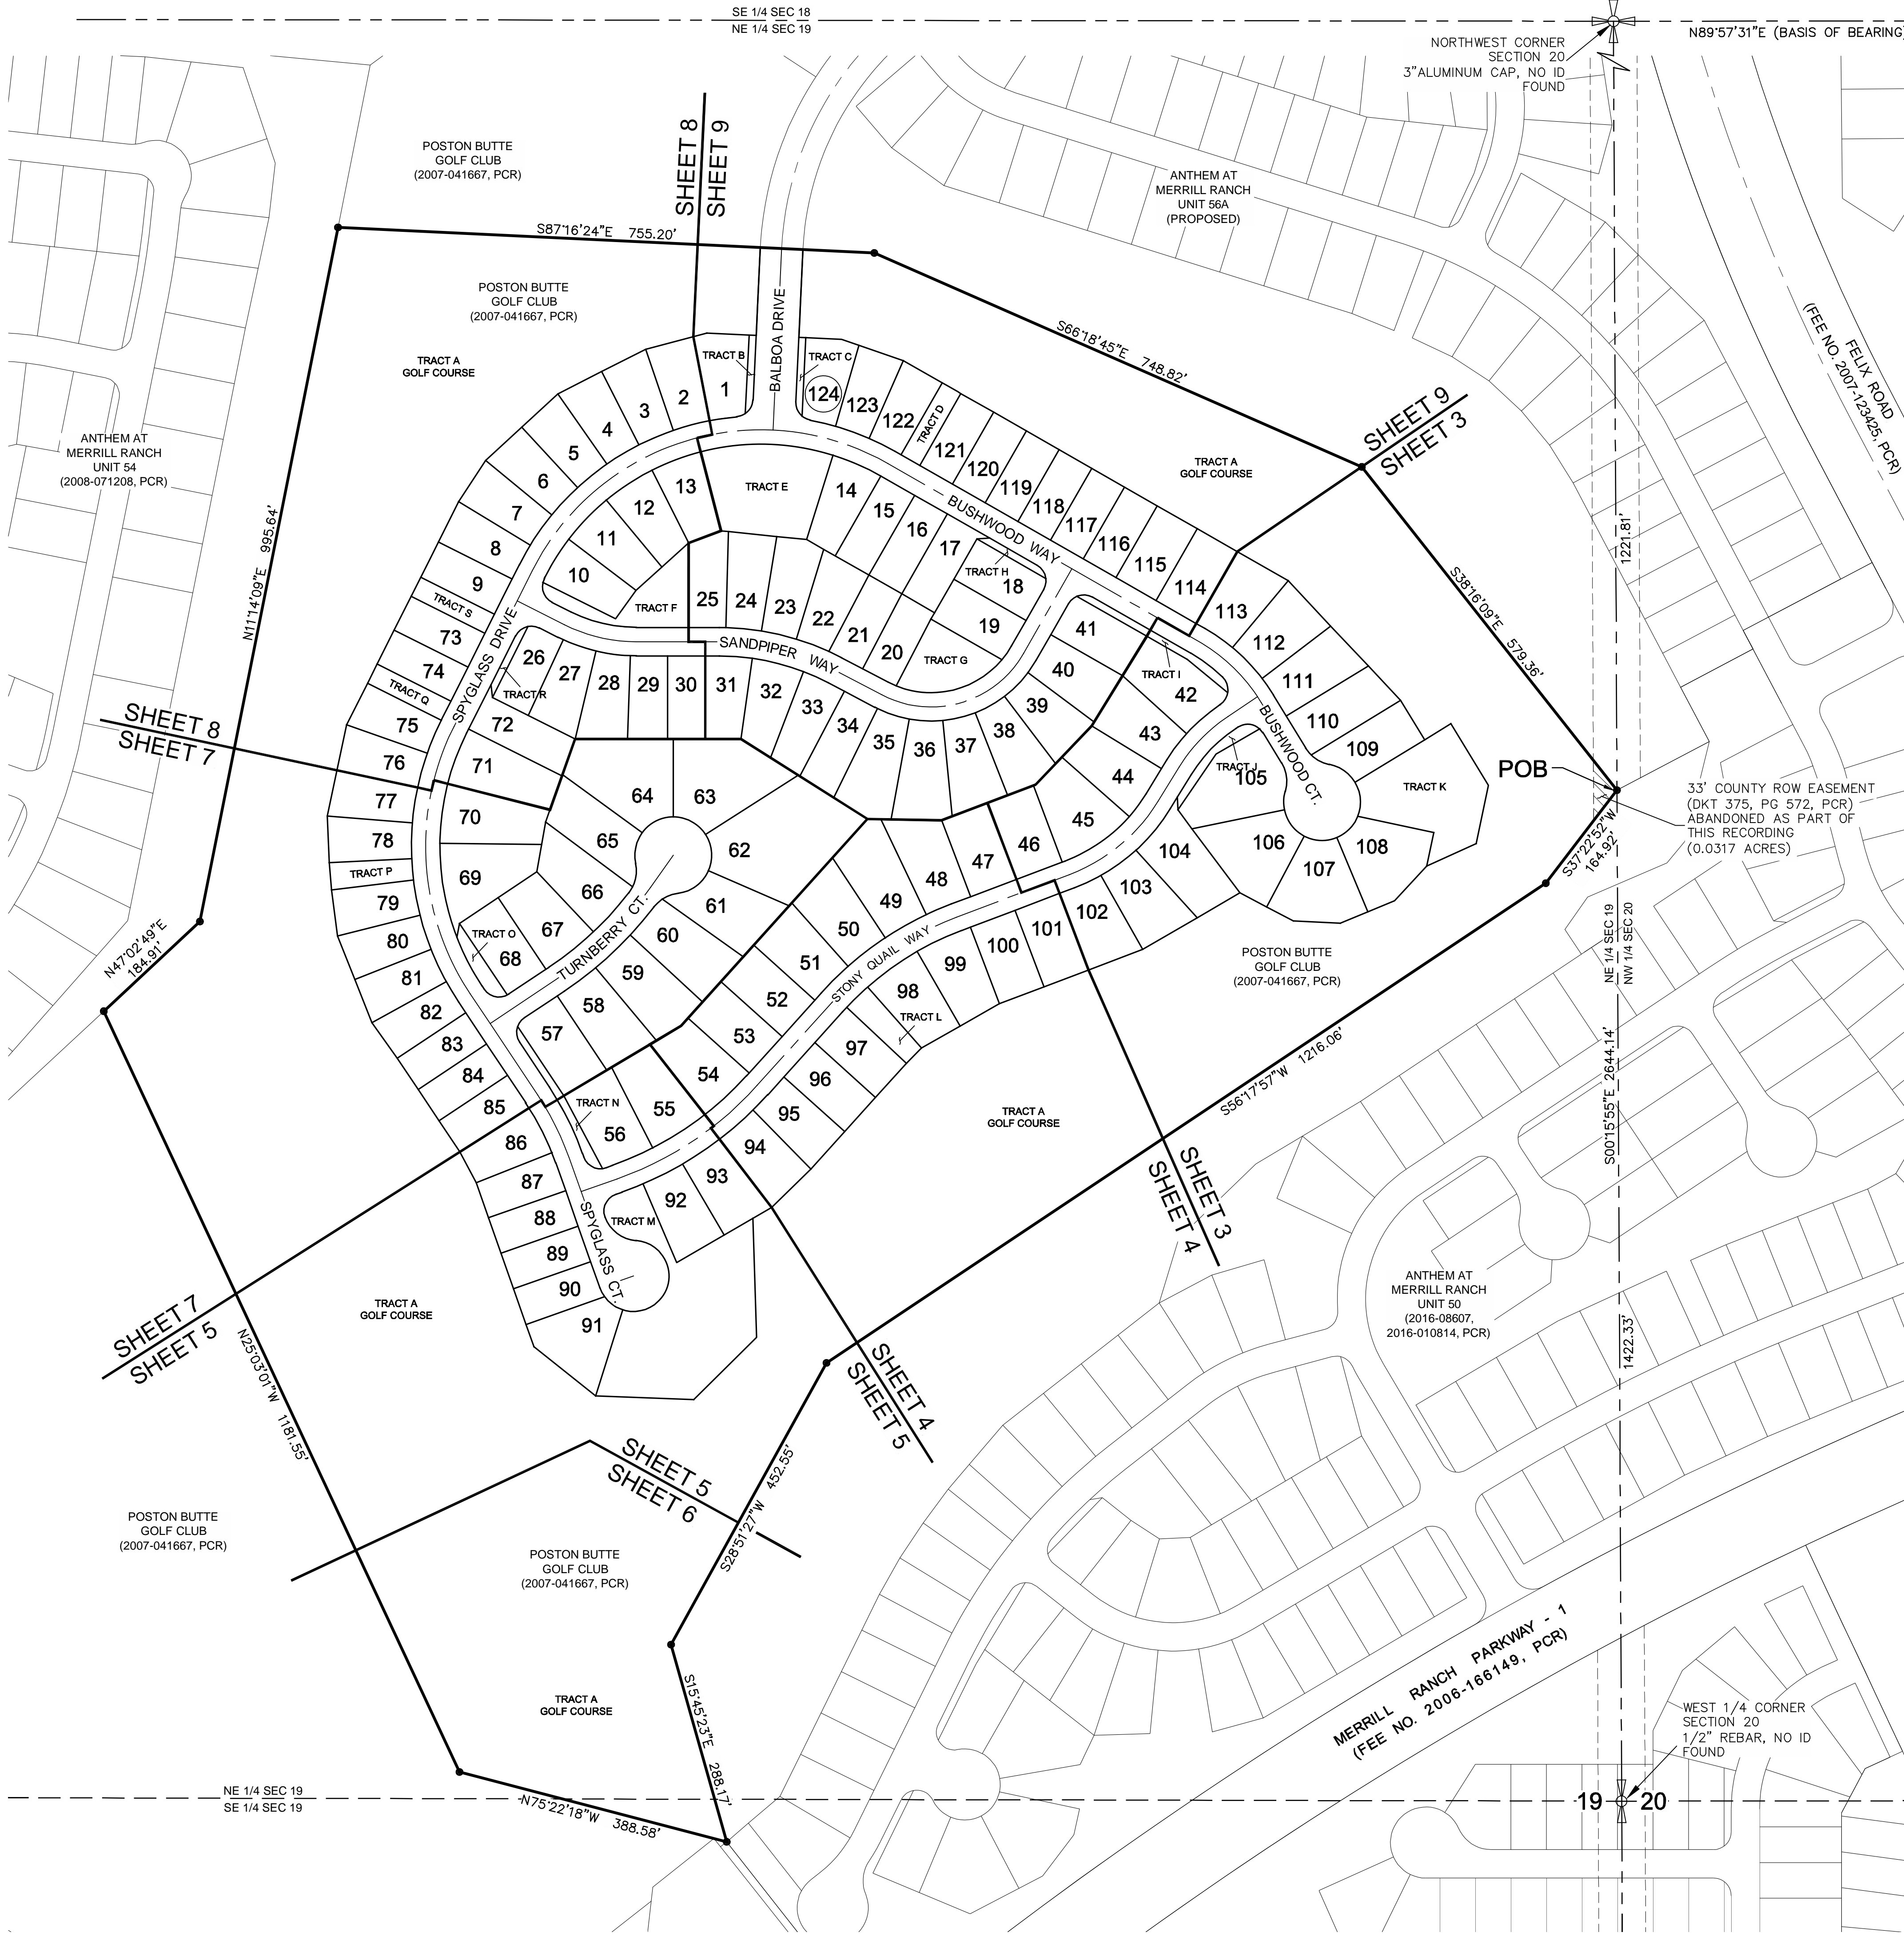 SE 1/4 SEC 18
NE 1/4 SEC 19
N89°57'31"E (BASIS OF BEARING)
NORTHWEST CORNER
SECTION 20
3"ALUMINUM CAP, NO ID
FOUND
POSTON BUTTE
GOLF CLUB
(2007-041667, PCR)
SHEET 8
SHEET 9
ANTHEM AT
MERRILL RANCH
UNIT 56A
(PROPOSED)
S87°16'24"E 755.20'
POSTON BUTTE
GOLF CLUB
(2007-041667, PCR)
BALBOA DRIVE
S66°18'45"E 748.82'
FELIX ROAD
(FEE NO. 2007-123425, PCR)
TRACT A
GOLF COURSE
TRACT B
TRACT C
1
2
3
4
5
6
7
8
9
124
123
122
TRACT D
121
120
119
118
117
116
115
114
SHEET 9
SHEET 3
TRACT A
GOLF COURSE
ANTHEM AT
MERRILL RANCH
UNIT 54
(2008-071208, PCR)
N11°14'09"E 995.64'
BUSHWOOD WAY
1221.81'
S38°16'09"E 579.36'
13
12
11
10
TRACT E
14
15
16
17
TRACT H
18
19
TRACT F
25
24
23
22
21
20
TRACT G
SANDPIPER WAY
SPYGLASS DRIVE
TRACT S
73
74
TRACT Q
75
76
26
TRACT R
27
28
29
30
31
32
33
34
35
36
37
38
39
40
41
TRACT I
42
43
44
45
46
113
112
111
110
109
BUSHWOOD CT.
TRACT J
105
TRACT K
106
107
108
104
103
102
101
100
99
98
TRACT L
97
96
95
94
93
92
SHEET 8
SHEET 7
72
71
70
69
77
78
TRACT P
79
80
81
82
83
84
85
86
87
88
89
90
91
64
63
62
61
60
59
58
57
65
66
67
68
TRACT O
TURNBERRY CT.
47
48
49
50
51
52
53
54
55
56
TRACT N
STONY QUAIL WAY
TRACT M
SPYGLASS CT.
POB
33' COUNTY ROW EASEMENT
(DKT 375, PG 572, PCR)
ABANDONED AS PART OF
THIS RECORDING
(0.0317 ACRES)
S37°22'52"W
164.92'
NE 1/4 SEC 19
NW 1/4 SEC 20
N47°02'49"E
184.91'
POSTON BUTTE
GOLF CLUB
(2007-041667, PCR)
S56°17'57"W 1216.06'
S00°15'55"E 2644.14'
TRACT A
GOLF COURSE
SHEET 3
SHEET 4
ANTHEM AT
MERRILL RANCH
UNIT 50
(2016-08607,
2016-010814, PCR)
1422.33'
SHEET 7
SHEET 5
TRACT A
GOLF COURSE
N25°03'01"W 1181.55'
SHEET 4
SHEET 5
SHEET 5
SHEET 6
S28°51'27"W 452.55'
POSTON BUTTE
GOLF CLUB
(2007-041667, PCR)
POSTON BUTTE
GOLF CLUB
(2007-041667, PCR)
MERRILL RANCH PARKWAY - 1
(FEE NO. 2006-166149, PCR)
TRACT A
GOLF COURSE
S15°45'23"E 288.17'
WEST 1/4 CORNER
SECTION 20
1/2" REBAR, NO ID
FOUND
NE 1/4 SEC 19
SE 1/4 SEC 19
N75°22'18"W 388.58'
19
20